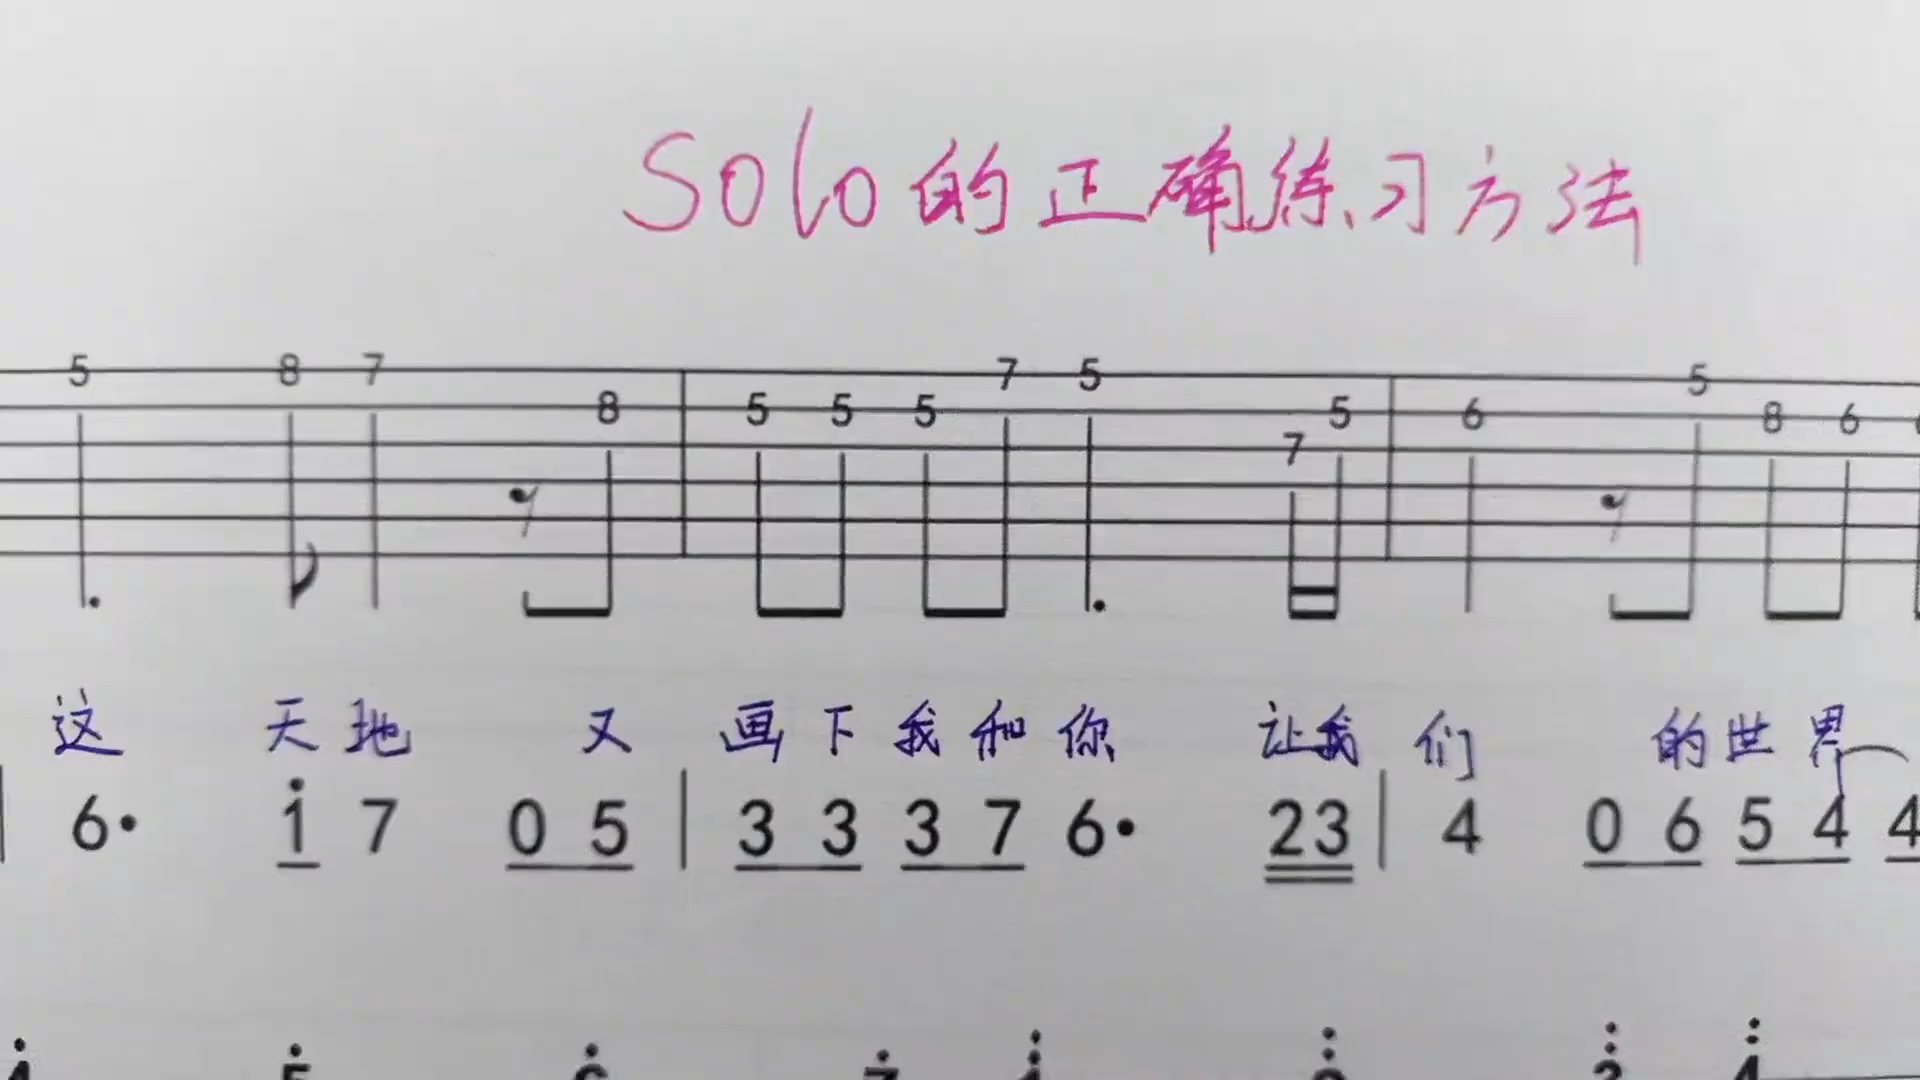 Solo的正确练习方法
5 8 7 8 5 5 5 7 5 7 5 6 5 8 6
这 天 地 又 画 下 我 和 你 让 我 们 的 世 界
6· 1 7 0 5 | 3 3 3 7 6· 2 3 | 4 0 6 5 4 4